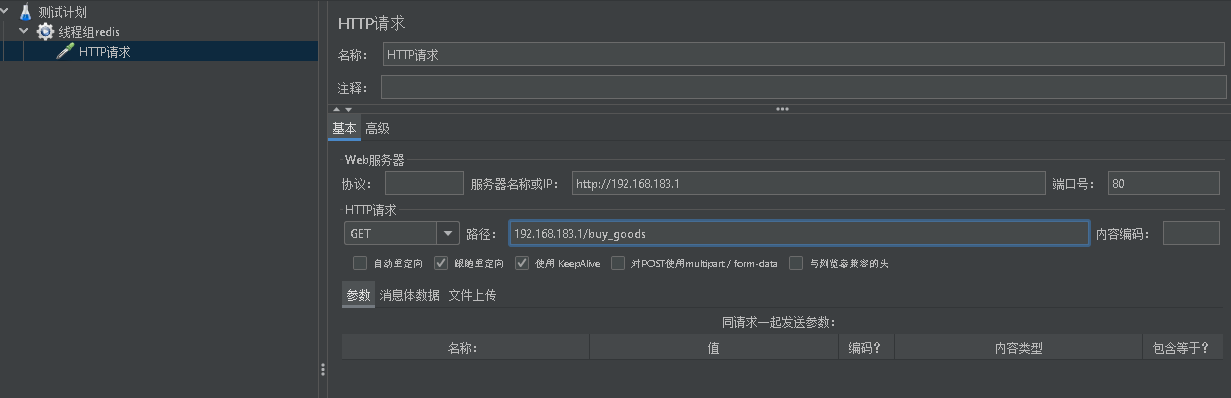 测试计划
线程组redis
HTTP请求
HTTP请求
名称： HTTP请求
注释：
基本 高级
Web服务器
协议： 服务器名称或IP： http://192.168.183.1 端口号： 80
HTTP请求
GET 路径： 192.168.183.1/buy_goods 内容编码：
自动重定向 跟随重定向 使用 KeepAlive 对POST使用multipart / form-data 与浏览器兼容的头
参数 消息体数据 文件上传
同请求一起发送参数：
名称： 值 编码？ 内容类型 包含等于？